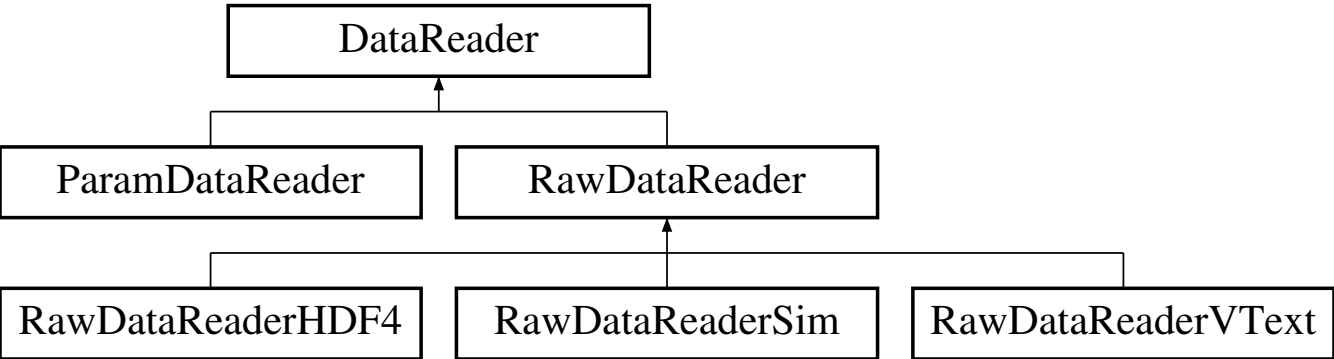 DataReader
ParamDataReader
RawDataReader
RawDataReaderHDF4
RawDataReaderSim
RawDataReaderVText